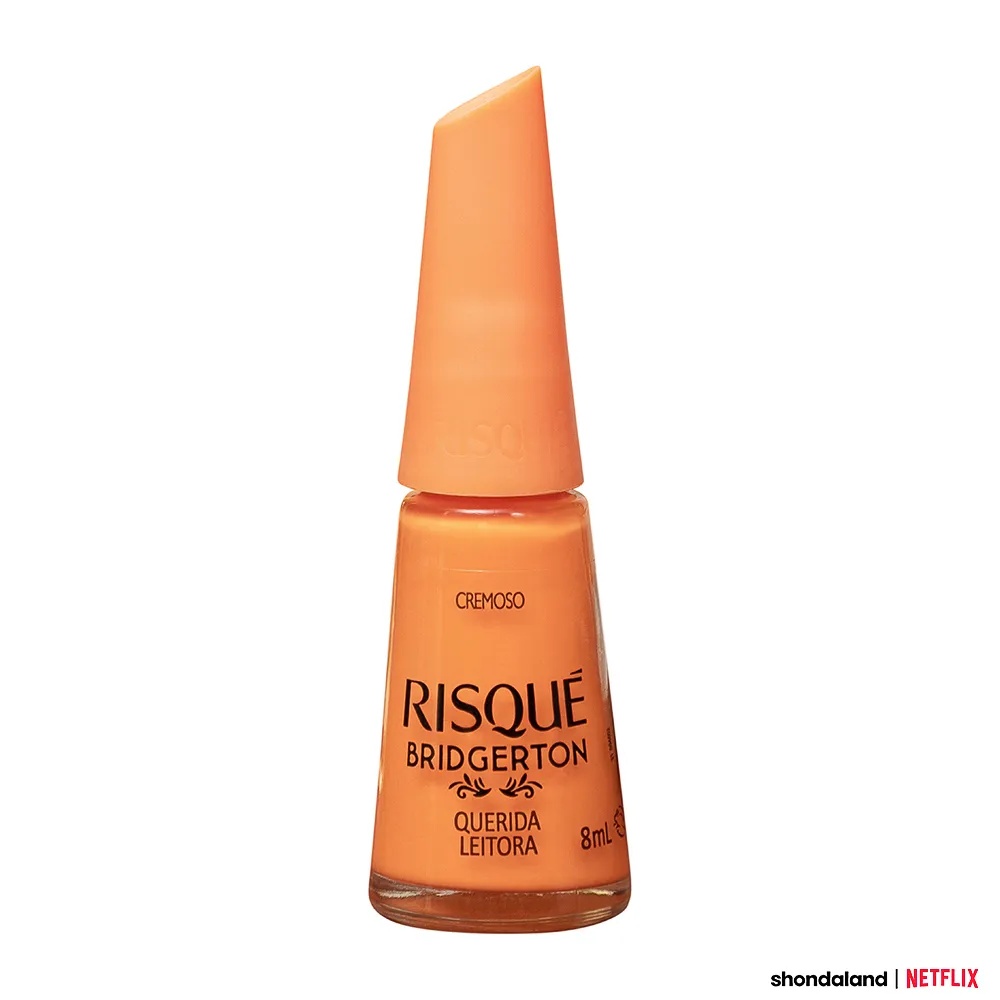 CREMOSO
RISQUÉ
BRIDGERTON
QUERIDA
LEITORA
8mL
shondaland | NETFLIX